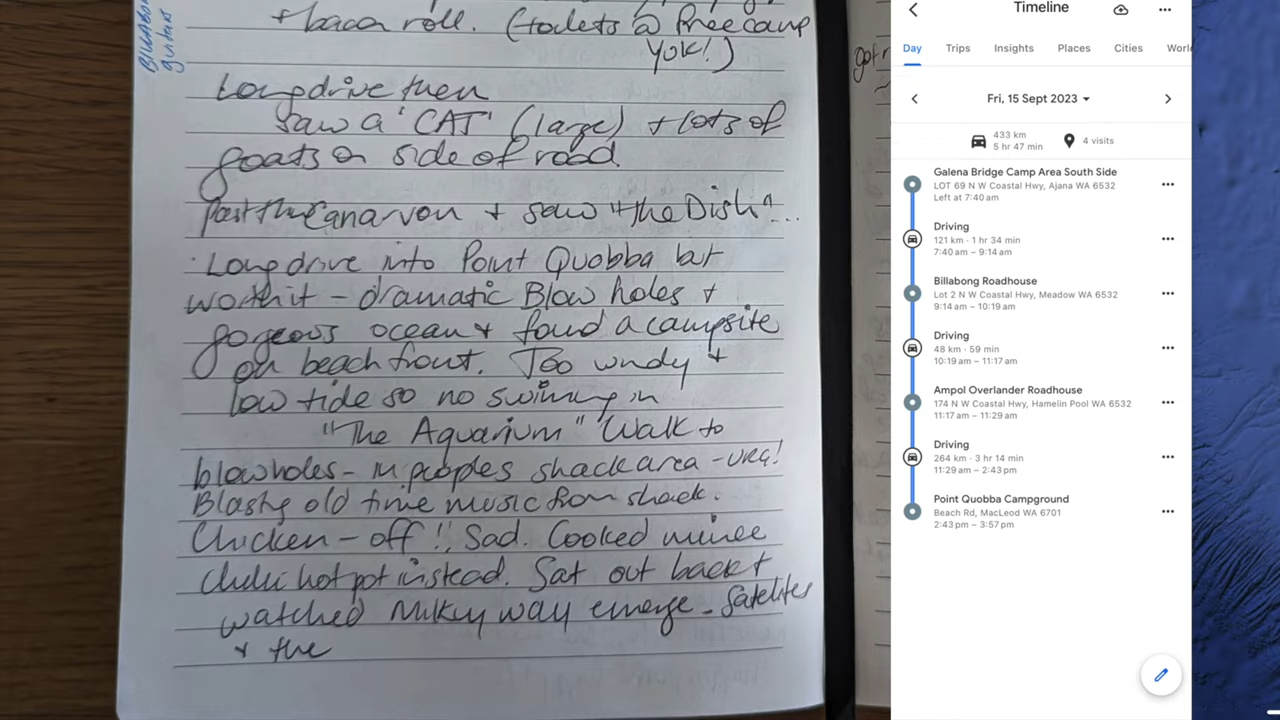 + bacon roll. (toilets @ free camp
YUK!)
Long drive then
saw a 'CAT' (large) + lots of
goats on side of road.
Past thru Canarvon + saw "the Dish"...
Long drive into Point Quobba but
worth it - dramatic Blow holes +
gorgeous ocean + found a campsite
on beach front. Too windy +
low tide so no swimming in
"The Aquarium" Walk to
blowholes - in peoples shack area - URG!
Blasting old time music from shack.
Chicken - off!! Sad. Cooked mince
chilli hot pot instead. Sat out back +
watched Milky way emerge - Satelites
+ the
got
Timeline
Day Trips Insights Places Cities World
Fri, 15 Sept 2023
433 km
5 hr 47 min
4 visits
Galena Bridge Camp Area South Side
LOT 69 N W Coastal Hwy, Ajana WA 6532
Left at 7:40 am
Driving
121 km · 1 hr 34 min
7:40 am – 9:14 am
Billabong Roadhouse
Lot 2 N W Coastal Hwy, Meadow WA 6532
9:14 am – 10:19 am
Driving
48 km · 59 min
10:19 am – 11:17 am
Ampol Overlander Roadhouse
174 N W Coastal Hwy, Hamelin Pool WA 6532
11:17 am – 11:29 am
Driving
264 km · 3 hr 14 min
11:29 am – 2:43 pm
Point Quobba Campground
Beach Rd, MacLeod WA 6701
2:43 pm – 3:57 pm